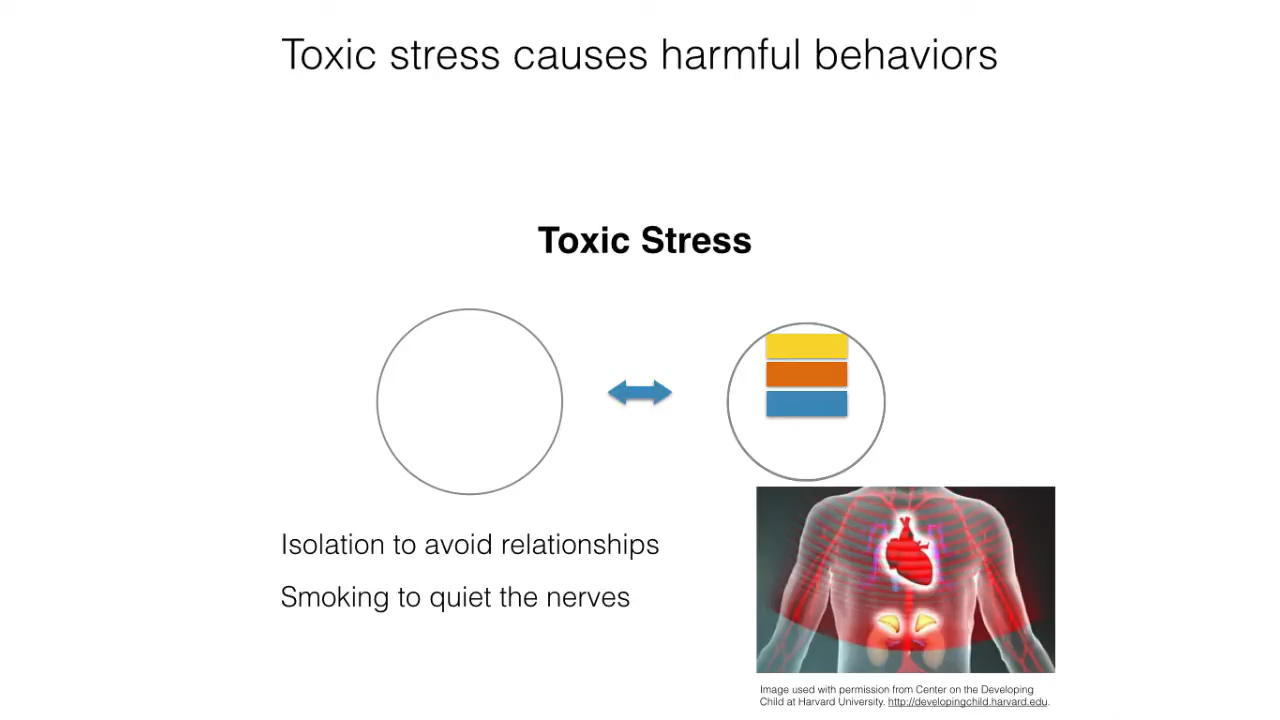 Toxic stress causes harmful behaviors
Toxic Stress
Isolation to avoid relationships
Smoking to quiet the nerves
Image used with permission from Center on the Developing
Child at Harvard University. http://developingchild.harvard.edu.